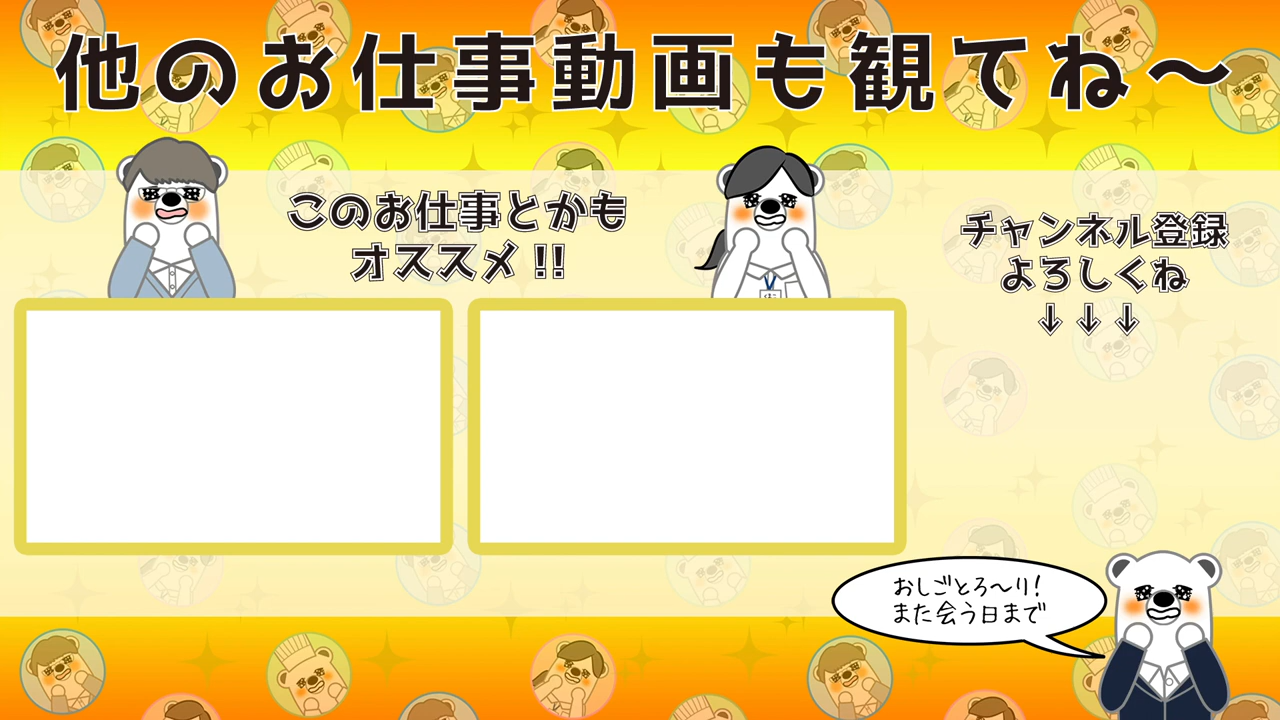 他のお仕事動画も観てね～
このお仕事とかも
オススメ !!
チャンネル登録
よろしくね
↓↓↓
おしごとろ～り!
また会う日まで